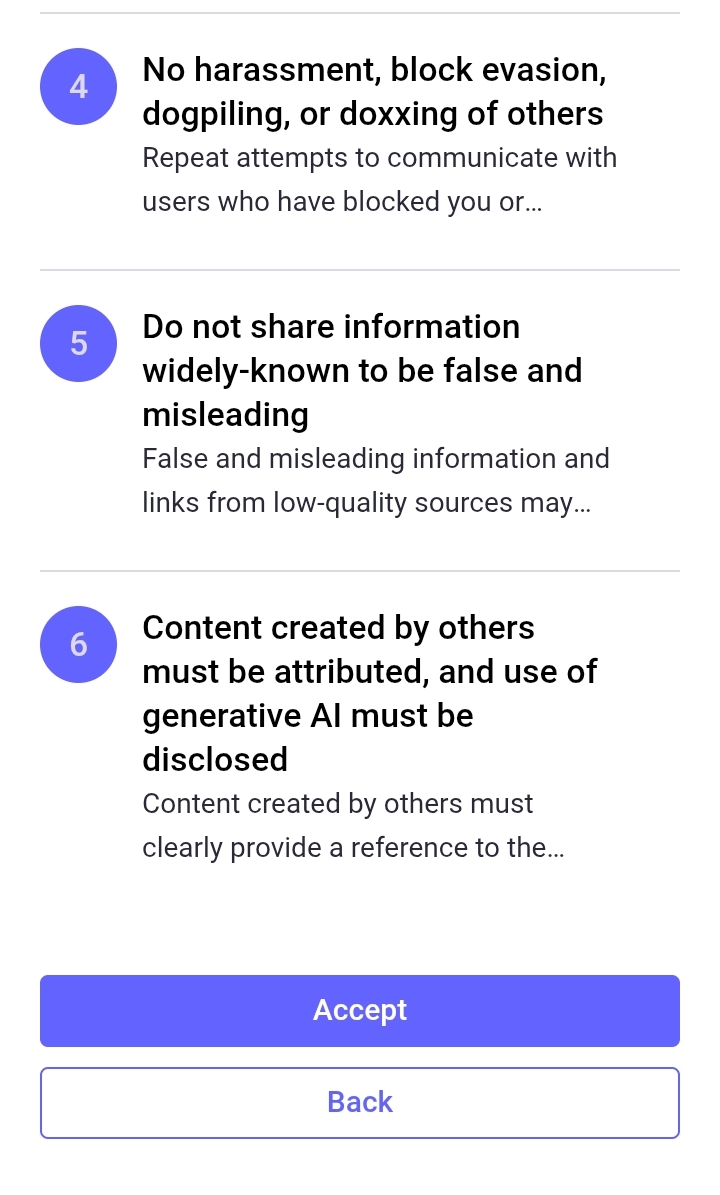 4
No harassment, block evasion,
dogpiling, or doxxing of others
Repeat attempts to communicate with
users who have blocked you or…
5
Do not share information
widely-known to be false and
misleading
False and misleading information and
links from low-quality sources may…
6
Content created by others
must be attributed, and use of
generative AI must be
disclosed
Content created by others must
clearly provide a reference to the…
Accept
Back